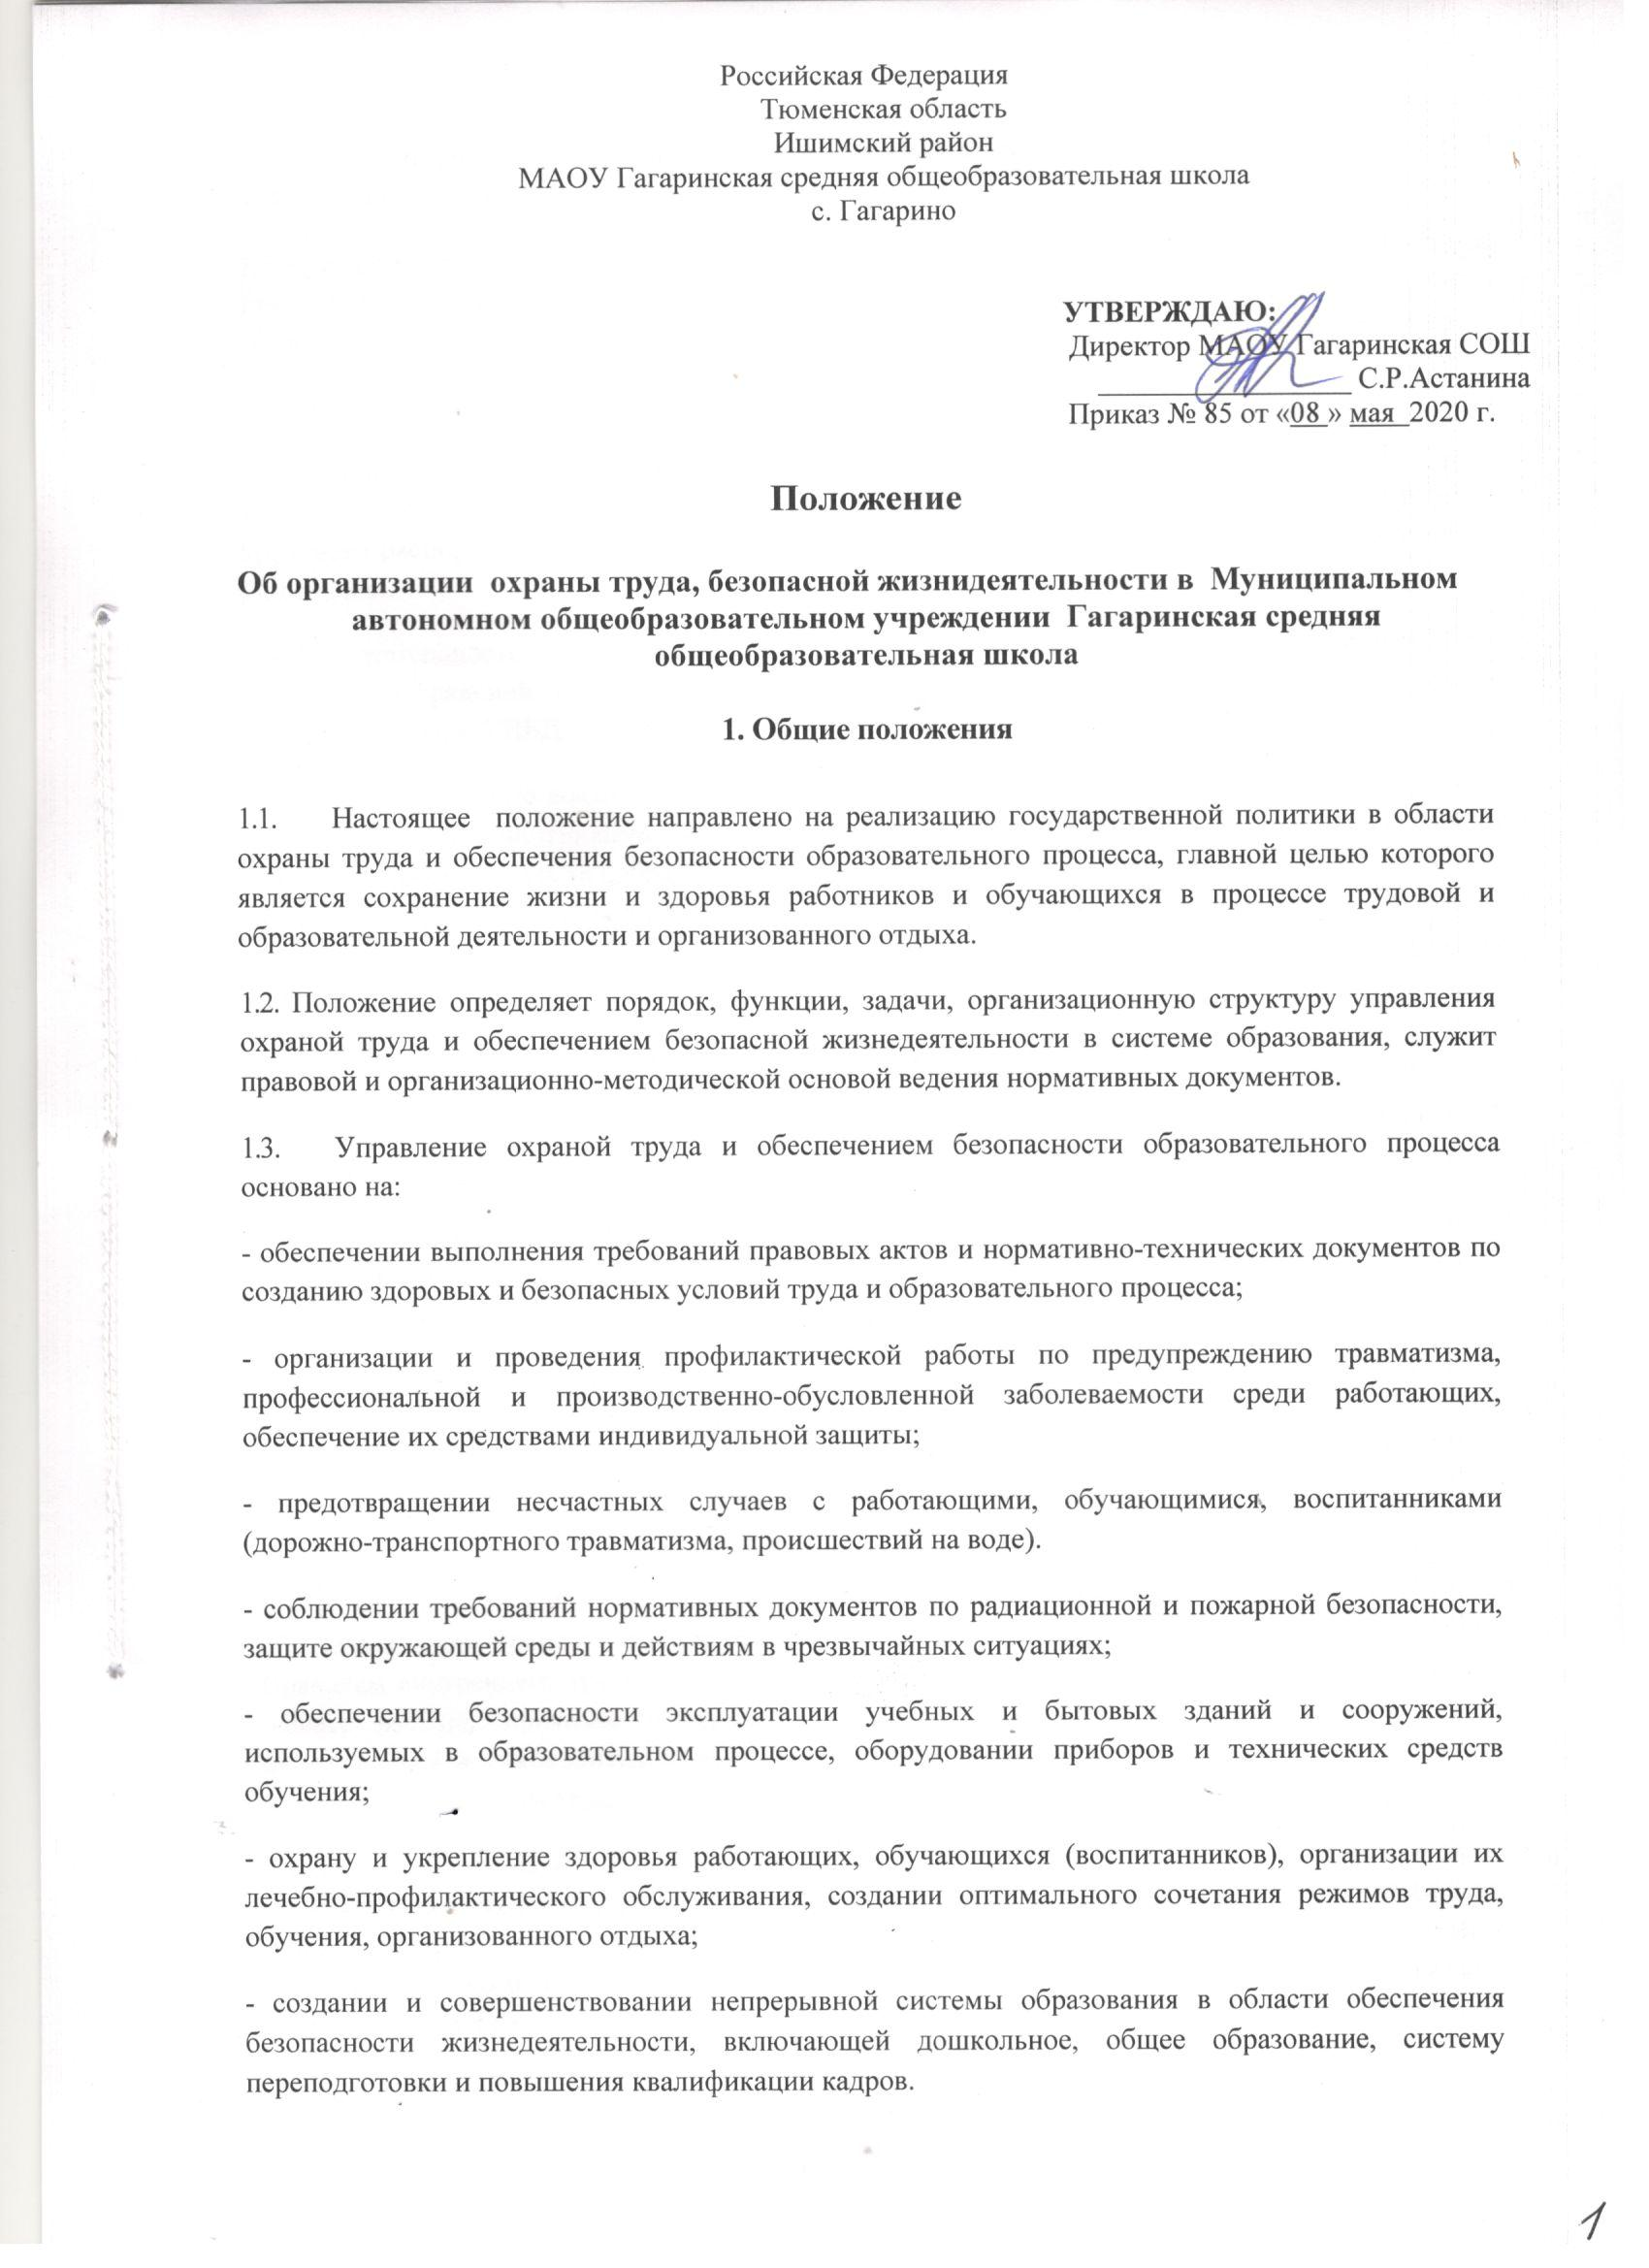 Российская Федерация
Тюменская область
Ишимский район
МАОУ Гагаринская средняя общеобразовательная школа
с. Гагарино
УТВЕРЖДАЮ:
Директор МАОУ Гагаринская СОШ
__________________ С.Р.Астанина
Приказ № 85 от «08 » мая 2020 г.
Положение
Об организации охраны труда, безопасной жизнидеятельности в Муниципальном
автономном общеобразовательном учреждении Гагаринская средняя
общеобразовательная школа
1. Общие положения
1.1. Настоящее положение направлено на реализацию государственной политики в области
охраны труда и обеспечения безопасности образовательного процесса, главной целью которого
является сохранение жизни и здоровья работников и обучающихся в процессе трудовой и
образовательной деятельности и организованного отдыха.
1.2. Положение определяет порядок, функции, задачи, организационную структуру управления
охраной труда и обеспечением безопасной жизнедеятельности в системе образования, служит
правовой и организационно-методической основой ведения нормативных документов.
1.3. Управление охраной труда и обеспечением безопасности образовательного процесса
основано на:
- обеспечении выполнения требований правовых актов и нормативно-технических документов по
созданию здоровых и безопасных условий труда и образовательного процесса;
- организации и проведения профилактической работы по предупреждению травматизма,
профессиональной и производственно-обусловленной заболеваемости среди работающих,
обеспечение их средствами индивидуальной защиты;
- предотвращении несчастных случаев с работающими, обучающимися, воспитанниками
(дорожно-транспортного травматизма, происшествий на воде).
- соблюдении требований нормативных документов по радиационной и пожарной безопасности,
защите окружающей среды и действиям в чрезвычайных ситуациях;
- обеспечении безопасности эксплуатации учебных и бытовых зданий и сооружений,
используемых в образовательном процессе, оборудовании приборов и технических средств
обучения;
- охрану и укрепление здоровья работающих, обучающихся (воспитанников), организации их
лечебно-профилактического обслуживания, создании оптимального сочетания режимов труда,
обучения, организованного отдыха;
- создании и совершенствовании непрерывной системы образования в области обеспечения
безопасности жизнедеятельности, включающей дошкольное, общее образование, систему
переподготовки и повышения квалификации кадров.
1